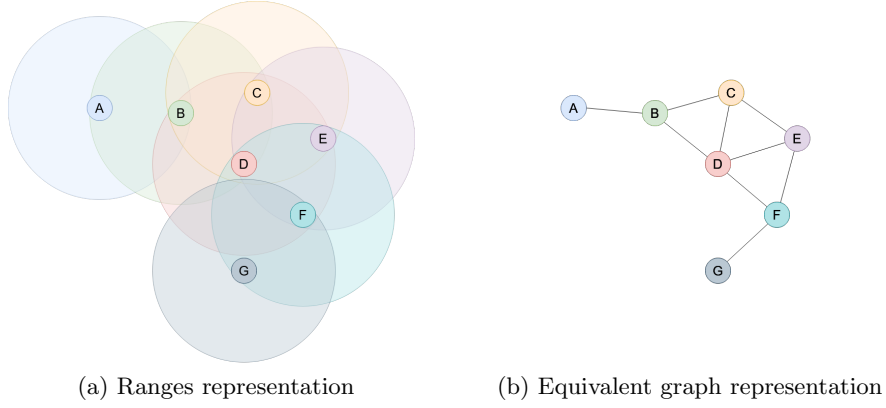 A
B
C
D
E
F
G
A
B
C
D
E
F
G
(a) Ranges representation
(b) Equivalent graph representation